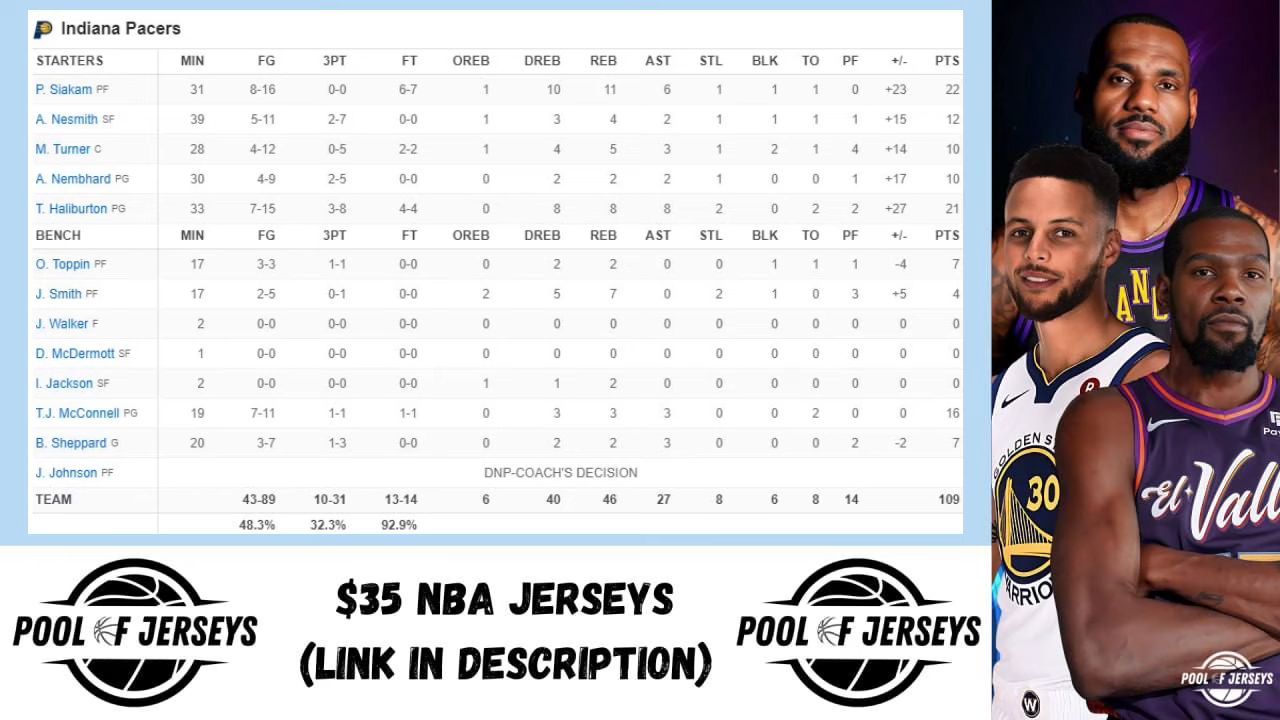 Indiana Pacers
STARTERS MIN FG 3PT FT OREB DREB REB AST STL BLK TO PF +/- PTS
P. Siakam PF 31 8-16 0-0 6-7 1 10 11 6 1 1 1 0 +23 22
A. Nesmith SF 39 5-11 2-7 0-0 1 3 4 2 1 1 1 1 +15 12
M. Turner C 28 4-12 0-5 2-2 1 4 5 3 1 2 1 4 +14 10
A. Nembhard PG 30 4-9 2-5 0-0 0 2 2 2 1 0 0 1 +17 10
T. Haliburton PG 33 7-15 3-8 4-4 0 8 8 8 2 0 2 2 +27 21
BENCH MIN FG 3PT FT OREB DREB REB AST STL BLK TO PF +/- PTS
O. Toppin PF 17 3-3 1-1 0-0 0 2 2 0 0 1 1 1 -4 7
J. Smith PF 17 2-5 0-1 0-0 2 5 7 0 2 1 0 3 +5 4
J. Walker F 2 0-0 0-0 0-0 0 0 0 0 0 0 0 0 0 0
D. McDermott SF 1 0-0 0-0 0-0 0 0 0 0 0 0 0 0 0 0
I. Jackson SF 2 0-0 0-0 0-0 1 1 2 0 0 0 0 0 0 0
T.J. McConnell PG 19 7-11 1-1 1-1 0 3 3 3 0 0 2 0 0 16
B. Sheppard G 20 3-7 1-3 0-0 0 2 2 3 0 0 0 2 -2 7
J. Johnson PF DNP-COACH'S DECISION
TEAM 43-89 10-31 13-14 6 40 46 27 8 6 8 14 109
48.3% 32.3% 92.9%
POOL OF JERSEYS
$35 NBA JERSEYS
(LINK IN DESCRIPTION)
POOL OF JERSEYS
ANG
R
GOLDEN S
30
ARRIO
W
Pay
El Vall
POOL OF JERSEYS